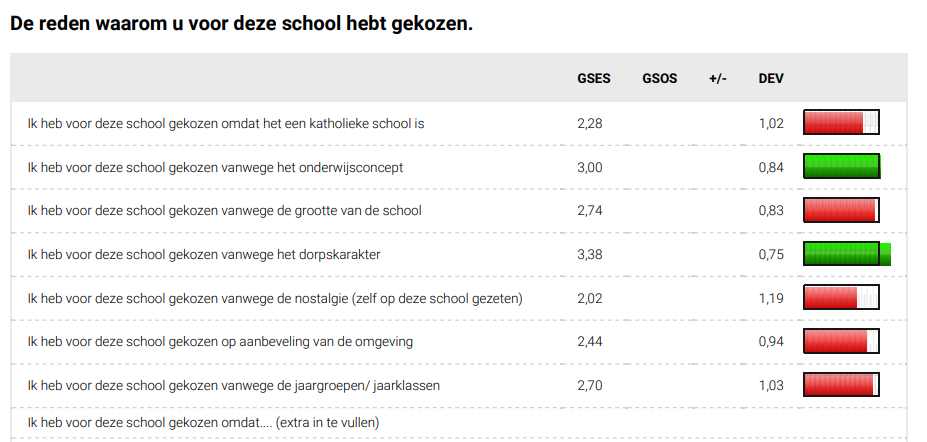 De reden waarom u voor deze school hebt gekozen.
GSES GSOS +/- DEV
Ik heb voor deze school gekozen omdat het een katholieke school is 2,28 1,02
Ik heb voor deze school gekozen vanwege het onderwijsconcept 3,00 0,84
Ik heb voor deze school gekozen vanwege de grootte van de school 2,74 0,83
Ik heb voor deze school gekozen vanwege het dorpskarakter 3,38 0,75
Ik heb voor deze school gekozen vanwege de nostalgie (zelf op deze school gezeten) 2,02 1,19
Ik heb voor deze school gekozen op aanbeveling van de omgeving 2,44 0,94
Ik heb voor deze school gekozen vanwege de jaargroepen/ jaarklassen 2,70 1,03
Ik heb voor deze school gekozen omdat.... (extra in te vullen)